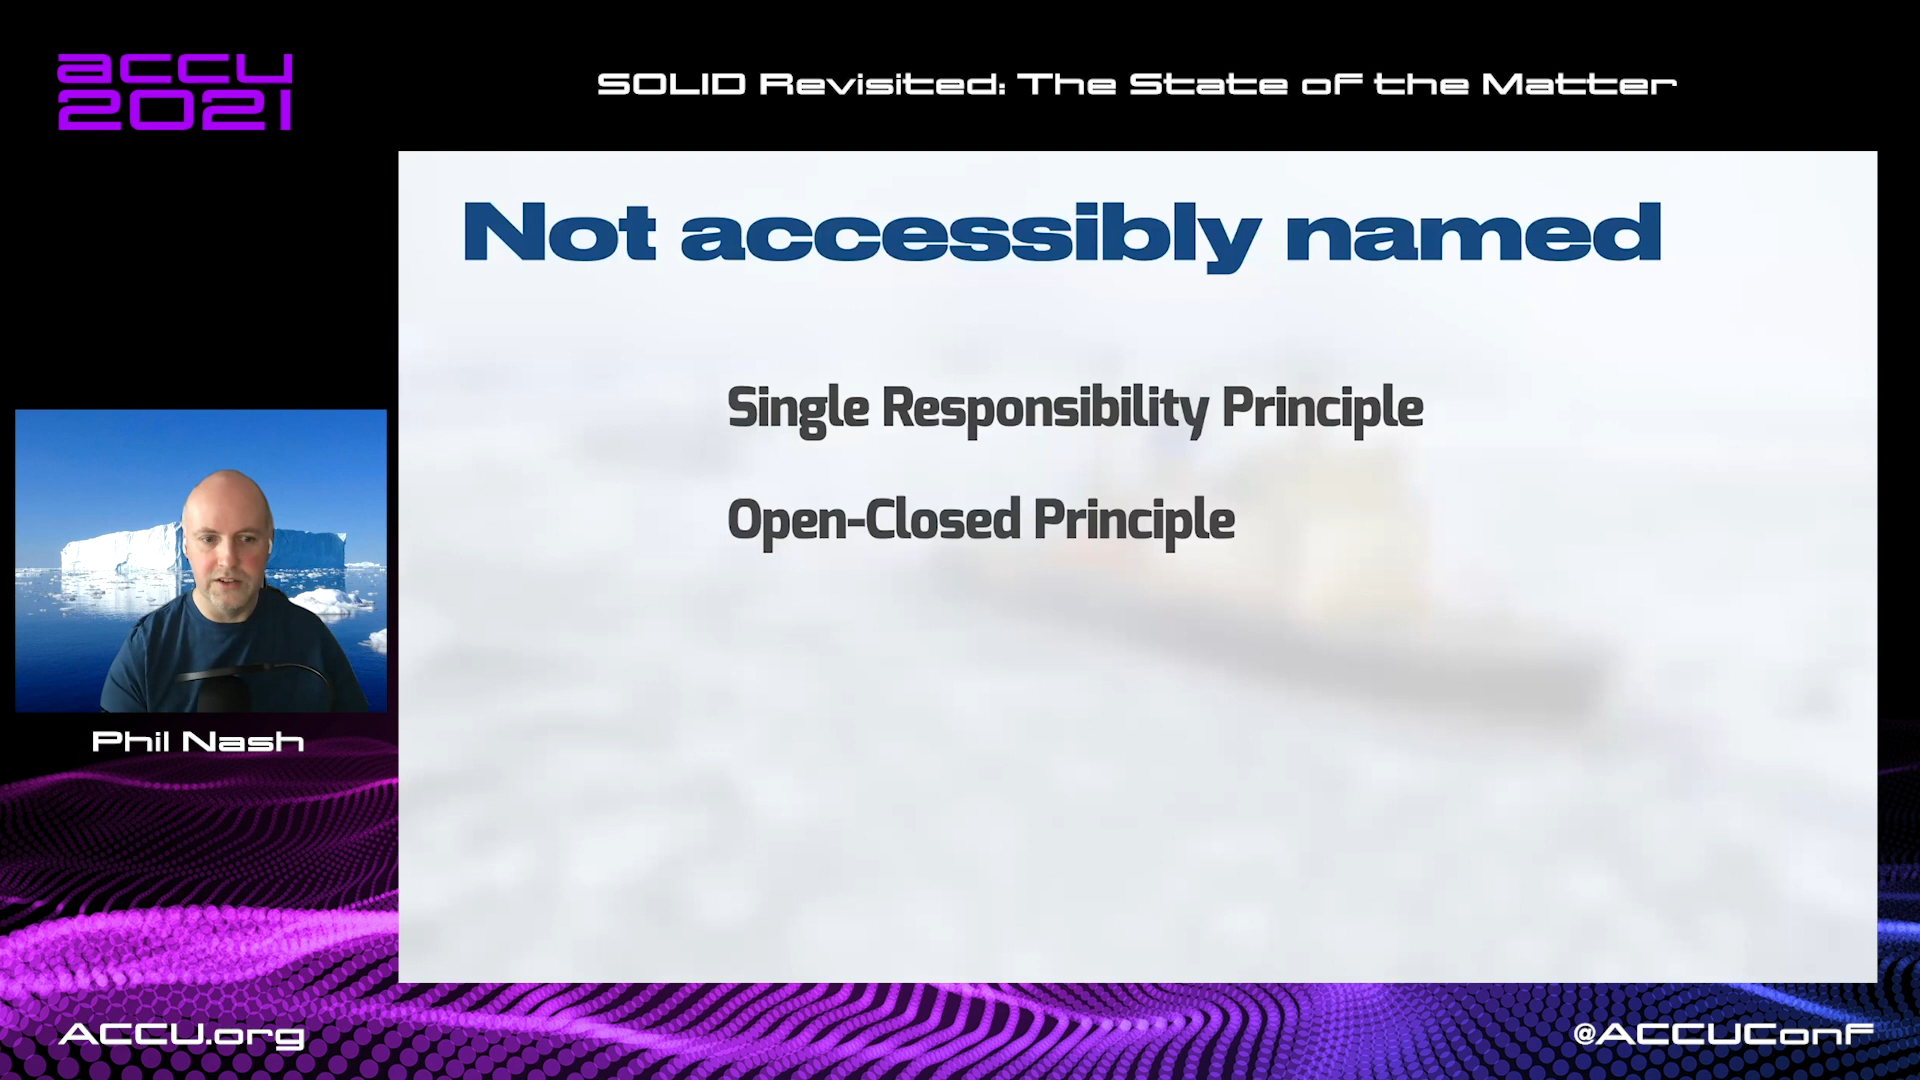 accu
2021
SOLID Revisited: The State of the Matter
Not accessibly named
Single Responsibility Principle
Open-Closed Principle
Phil Nash
ACCU.org
@ACCUConf